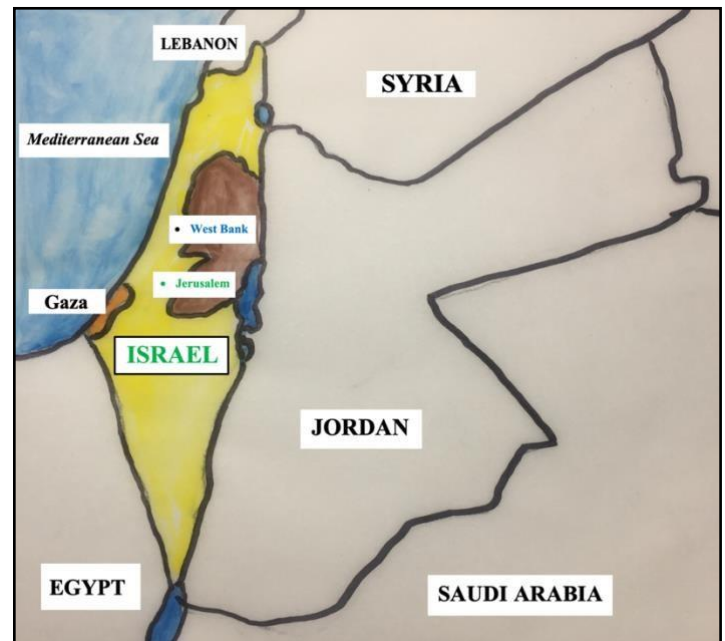 LEBANON
SYRIA
Mediterranean Sea
• West Bank
• Jerusalem
Gaza
ISRAEL
JORDAN
EGYPT
SAUDI ARABIA